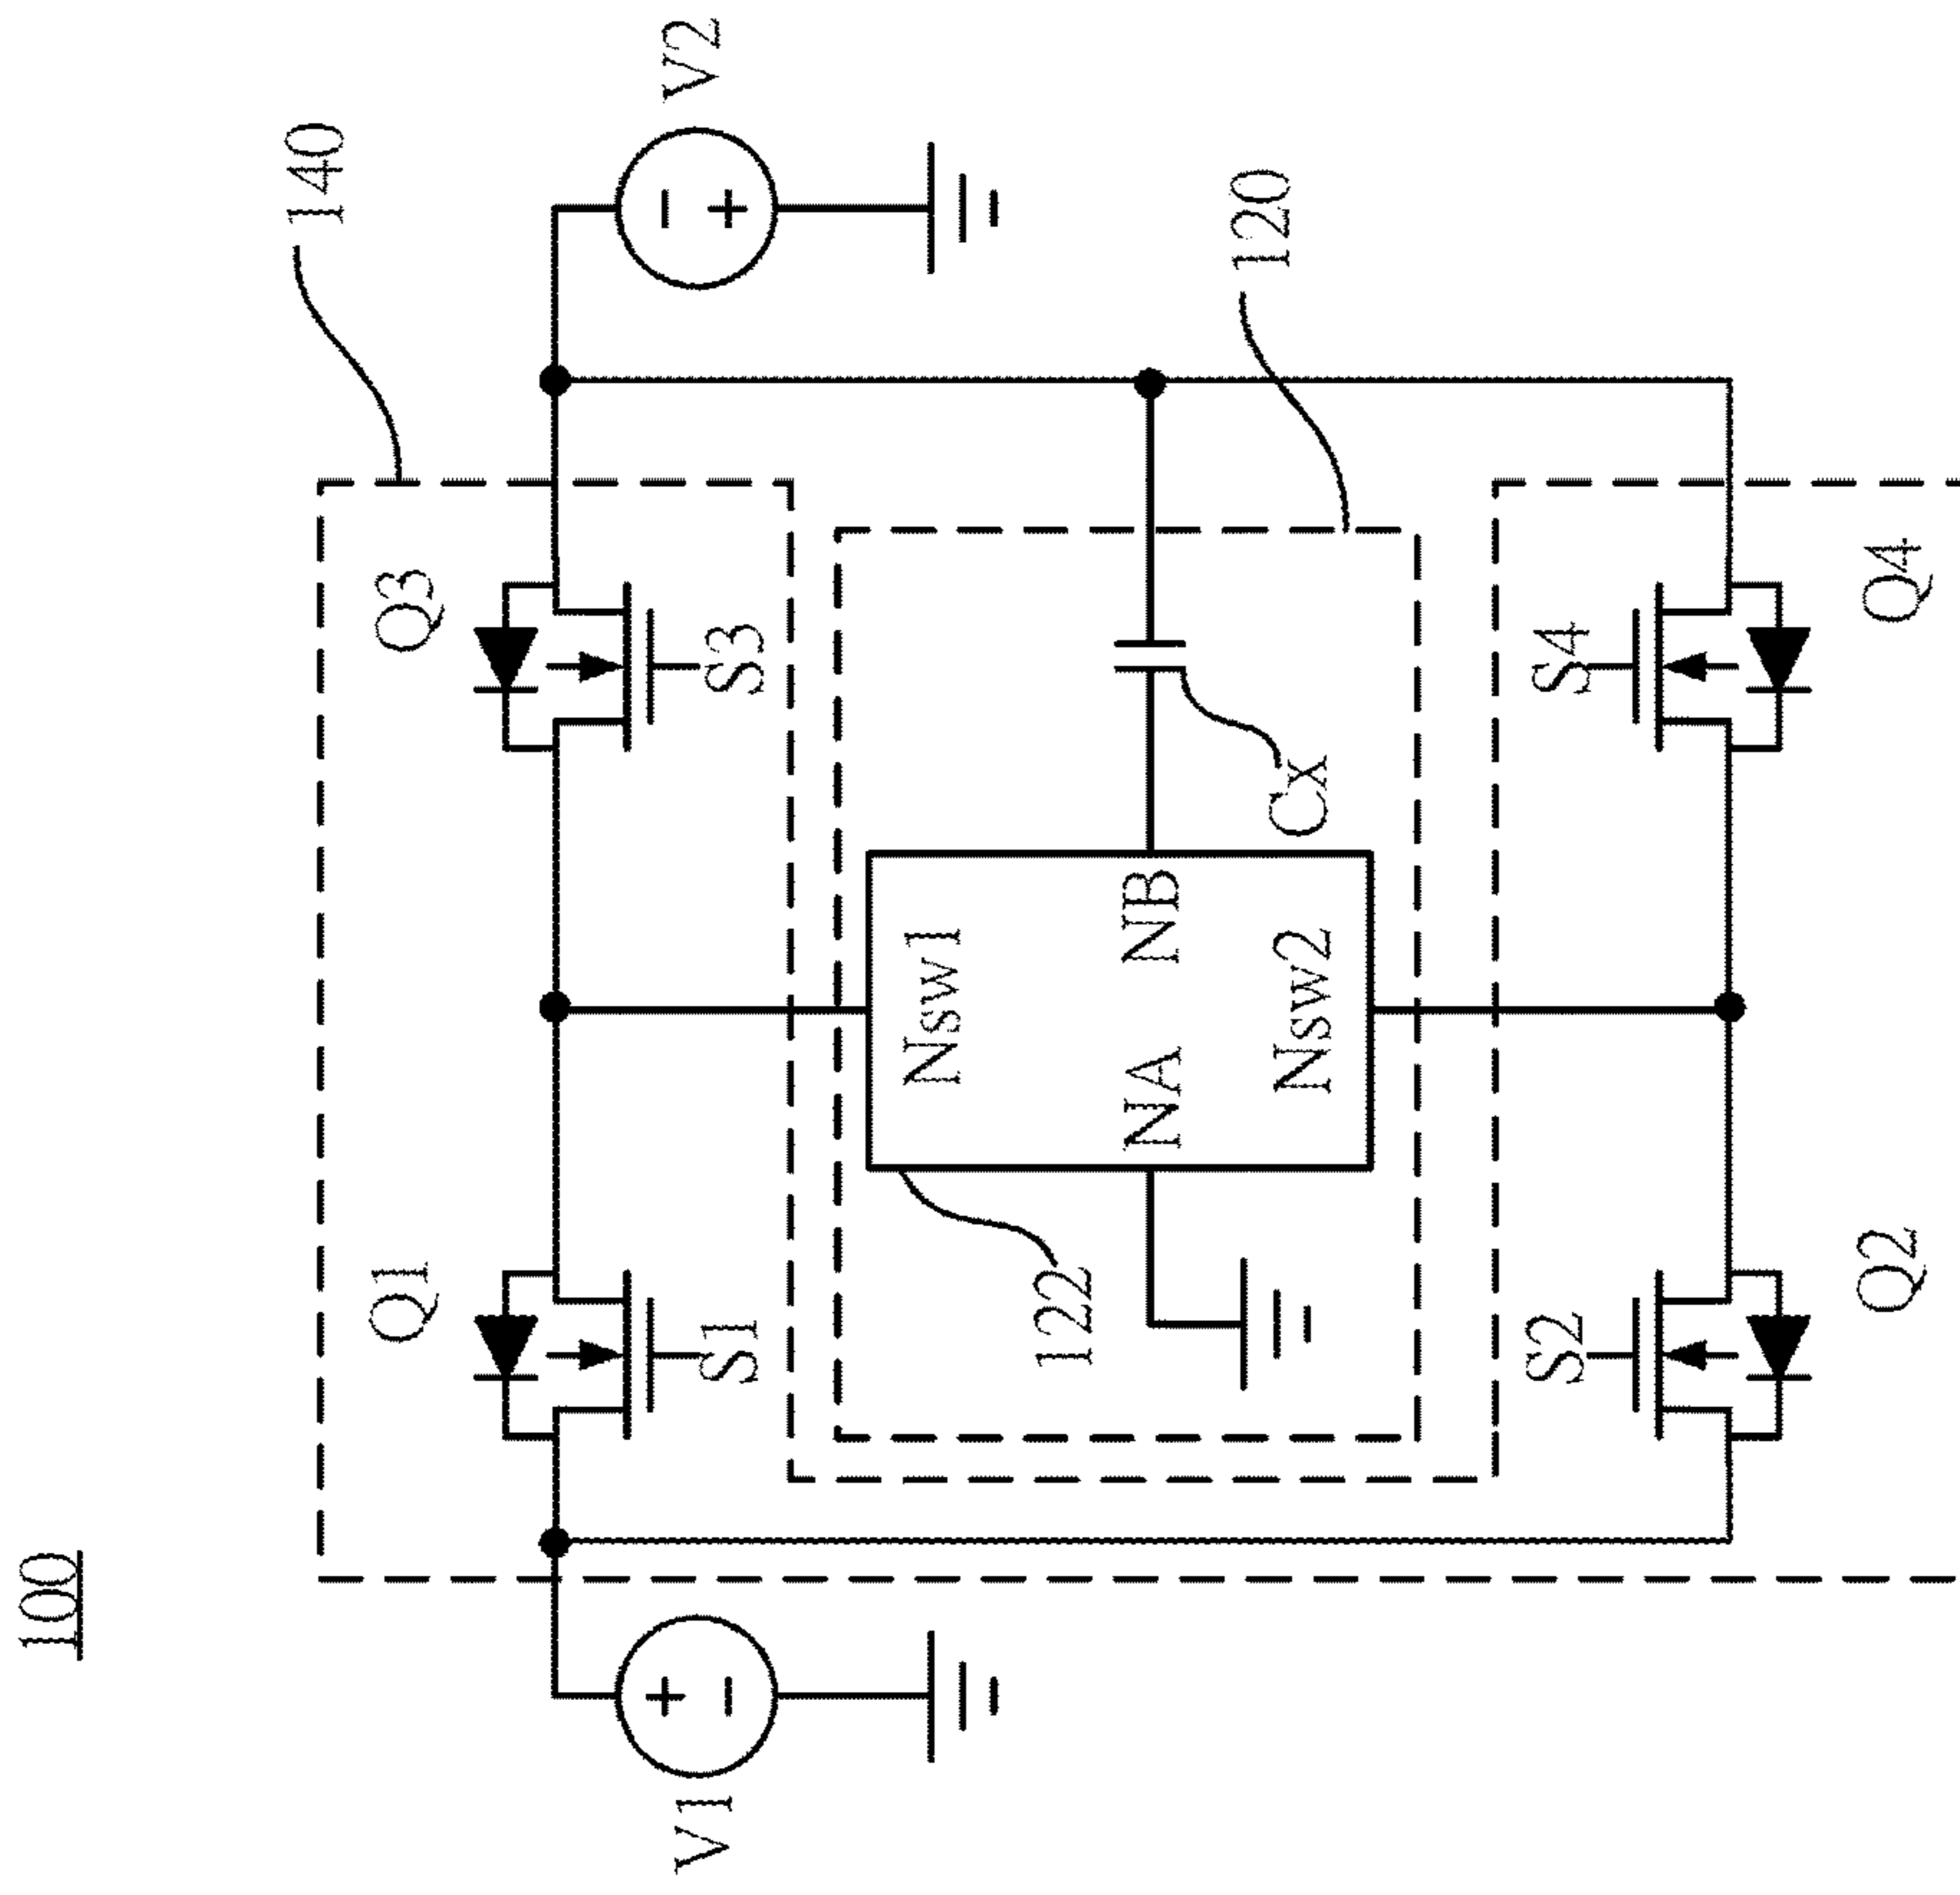 100
140
V2
Q3
S3
Q1
S1
V1
120
Nsw1
NA
NB
Nsw2
Cx
122
S4
Q4
S2
Q2
+
-
-
+